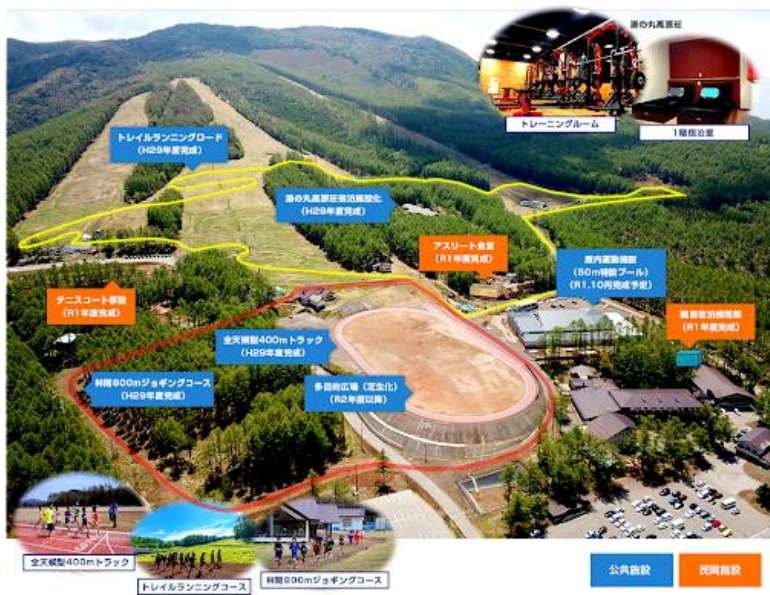 湯の丸高原荘
トレーニングルーム
1階宿泊室
トレイルランニングロード
(H29年度完成)
湯の丸高原荘宿泊施設化
(H29年度完成)
アスリート食堂
(R1年度完成)
屋内運動施設
(50m特設プール)
(R1.10月完成予定)
テニスコート移設
(R1年度完成)
(R1年度完成)
全天候型400mトラック
(H29年度完成)
林間800mジョギングコース
(H29年度完成)
多目的広場(芝生化)
(R2年度以降)
全天候型400mトラック
トレイルランニングコース
林間800mジョギングコース
公共施設
民間施設